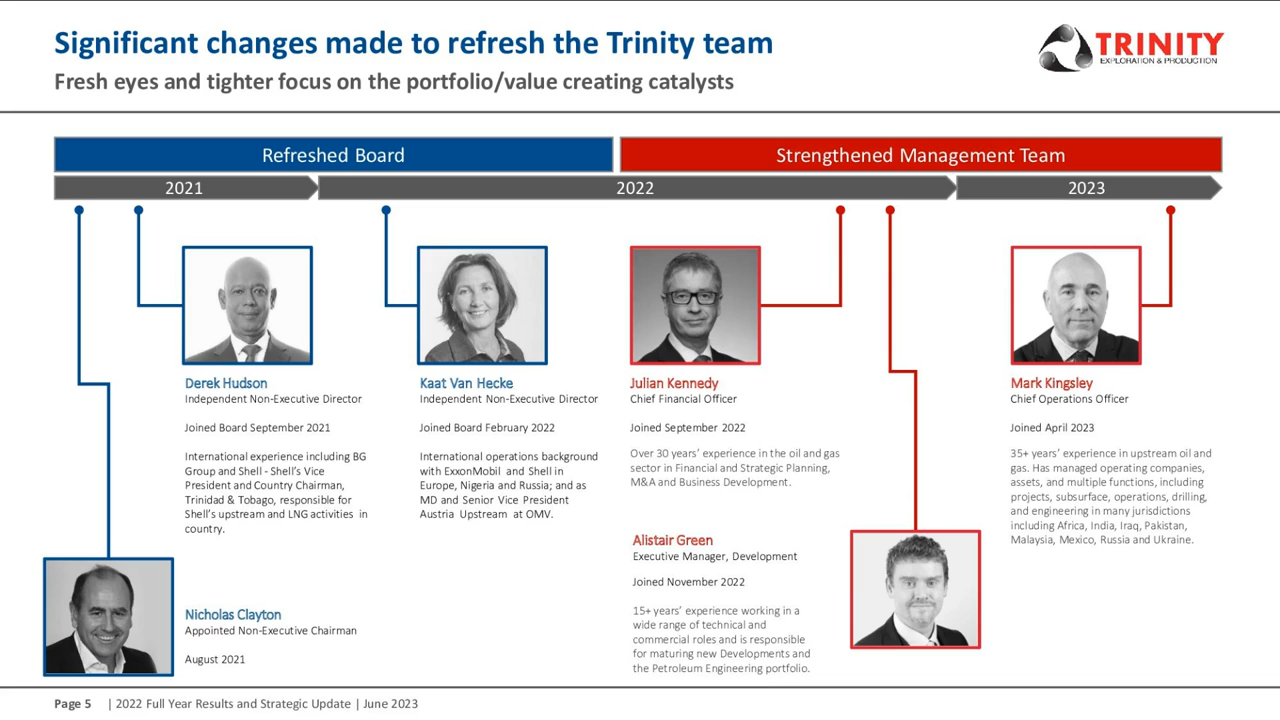 Significant changes made to refresh the Trinity team
Fresh eyes and tighter focus on the portfolio/value creating catalysts
TRINITY
EXPLORATION & PRODUCTION
Refreshed Board
Strengthened Management Team
2021
2022
2023
Derek Hudson
Independent Non-Executive Director
Joined Board September 2021
International experience including BG
Group and Shell - Shell's Vice
President and Country Chairman,
Trinidad & Tobago, responsible for
Shell's upstream and LNG activities in
country.
Kaat Van Hecke
Independent Non-Executive Director
Joined Board February 2022
International operations background
with ExxonMobil and Shell in
Europe, Nigeria and Russia; and as
MD and Senior Vice President
Austria Upstream at OMV.
Julian Kennedy
Chief Financial Officer
Joined September 2022
Over 30 years' experience in the oil and gas
sector in Financial and Strategic Planning,
M&A and Business Development.
Mark Kingsley
Chief Operations Officer
Joined April 2023
35+ years' experience in upstream oil and
gas. Has managed operating companies,
assets, and multiple functions, including
projects, subsurface, operations, drilling,
and engineering in many jurisdictions
including Africa, India, Iraq, Pakistan,
Malaysia, Mexico, Russia and Ukraine.
Nicholas Clayton
Appointed Non-Executive Chairman
August 2021
Alistair Green
Executive Manager, Development
Joined November 2022
15+ years' experience working in a
wide range of technical and
commercial roles and is responsible
for maturing new Developments and
the Petroleum Engineering portfolio.
Page 5 | 2022 Full Year Results and Strategic Update | June 2023